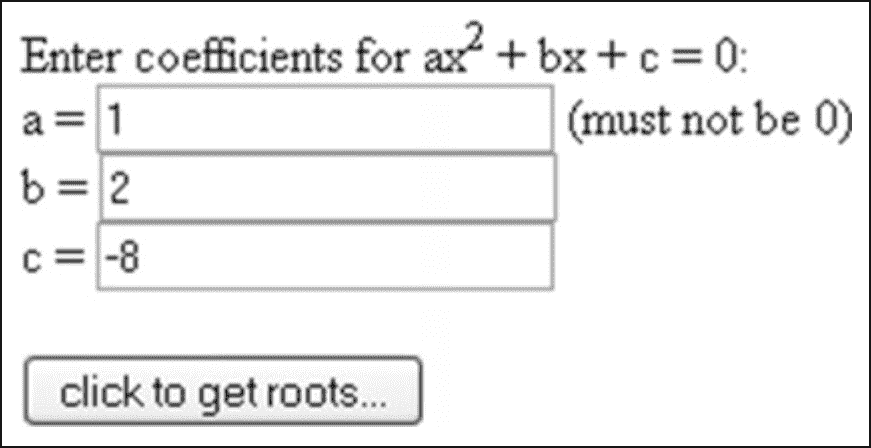 Enter coefficients for ax² + bx + c = 0:
a = 1 (must not be 0)
b = 2
c = -8
click to get roots...